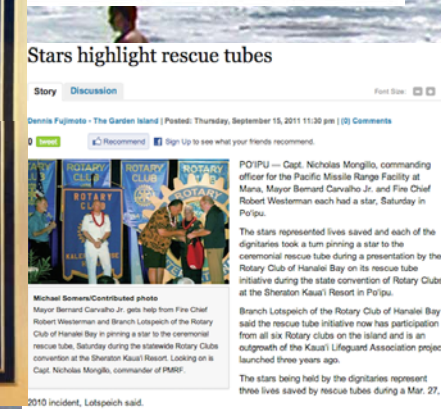 Stars highlight rescue tubes
Story Discussion Font Size:
Dennis Fujimoto - The Garden Island | Posted: Thursday, September 15, 2011 11:30 pm | (0) Comments
0 tweet Recommend Sign Up to see what your friends recommend.
ROTARY CLUB ROTARY CLUB ROTARY
ROTARY
CLUB
PO'IPU — Capt. Nicholas Mongillo, commanding
officer for the Pacific Missile Range Facility at
Mana, Mayor Bernard Carvalho Jr. and Fire Chief
Robert Westerman each had a star, Saturday in
Po'ipu.
The stars represented lives saved and each of the
dignitaries took a turn pinning a star to the
ceremonial rescue tube during a presentation by the
Rotary Club of Hanalei Bay on its rescue tube
initiative during the state convention of Rotary Clubs
at the Sheraton Kaua'i Resort in Po'ipu.
Michael Somers/Contributed photo
Mayor Bernard Carvalho Jr. gets help from Fire Chief
Robert Westerman and Branch Lotspeich of the Rotary
Club of Hanalei Bay in pinning a star to the ceremonial
rescue tube, Saturday during the statewide Rotary Clubs
convention at the Sheraton Kaua'i Resort. Looking on is
Capt. Nicholas Mongillo, commander of PMRF.
Branch Lotspeich of the Rotary Club of Hanalei Bay
said the rescue tube initiative now has participation
from all six Rotary clubs on the island and is an
outgrowth of the Kaua'i Lifeguard Association project
launched three years ago.
The stars being held by the dignitaries represent
three lives saved by rescue tubes during a Mar. 27,
2010 incident, Lotspeich said.